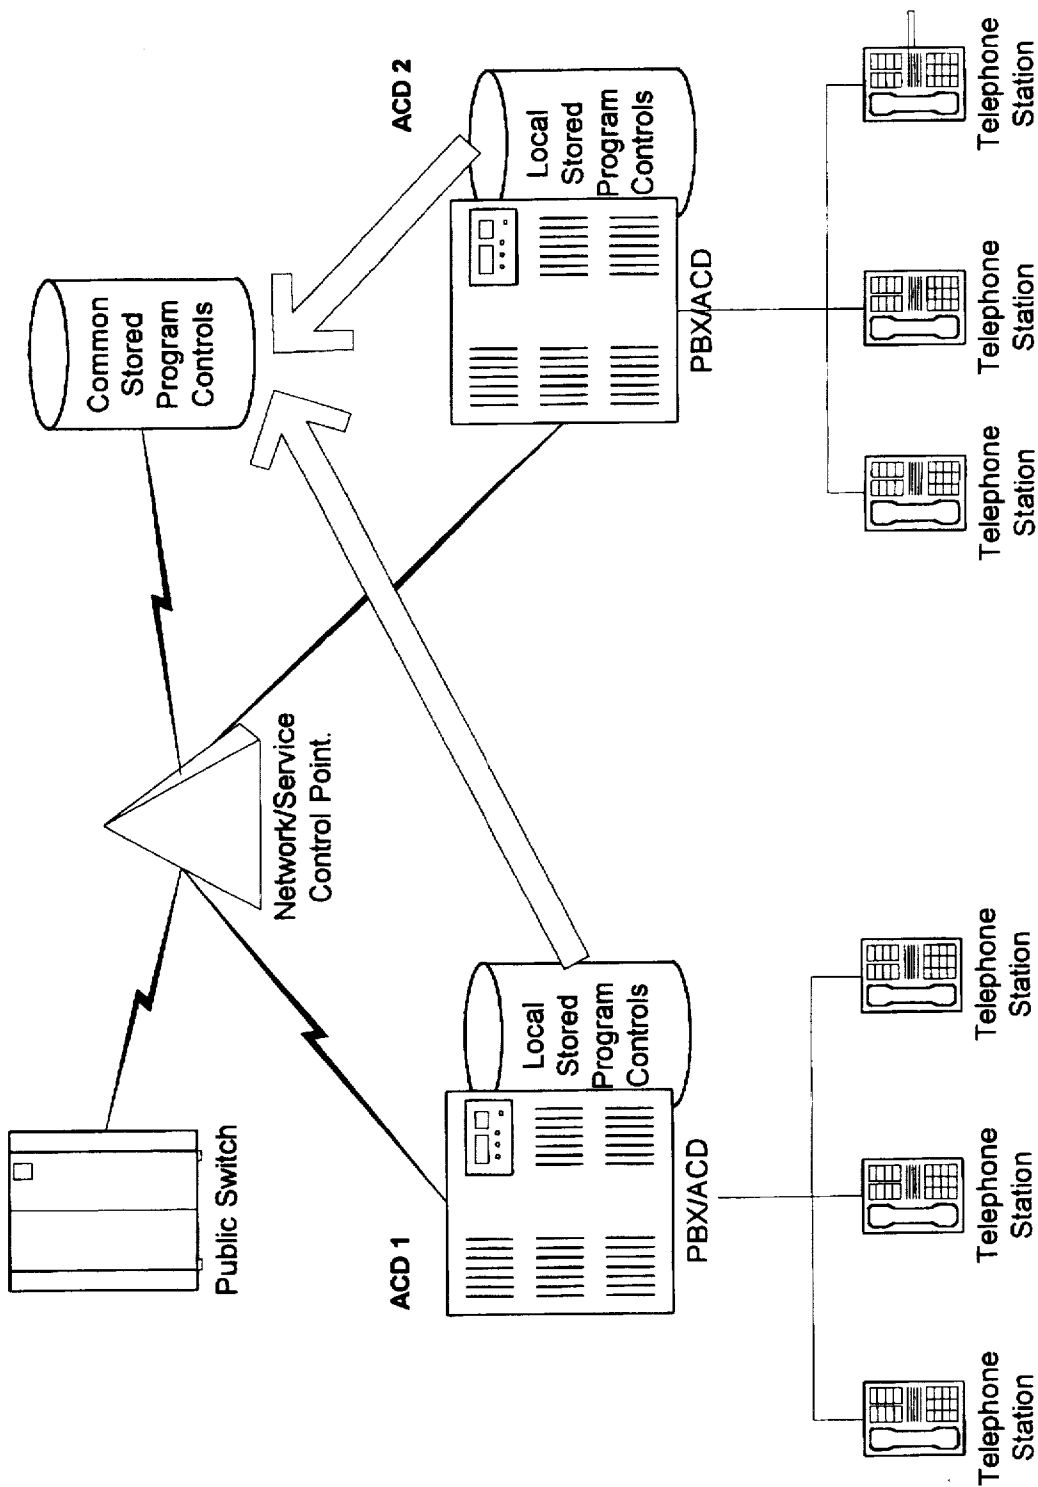 Public Switch
Network/Service
Control Point.
Common
Stored
Program
Controls
ACD 1
Local
Stored
Program
Controls
PBX/ACD
ACD 2
Local
Stored
Program
Controls
PBX/ACD
Telephone
Station
Telephone
Station
Telephone
Station
Telephone
Station
Telephone
Station
Telephone
Station